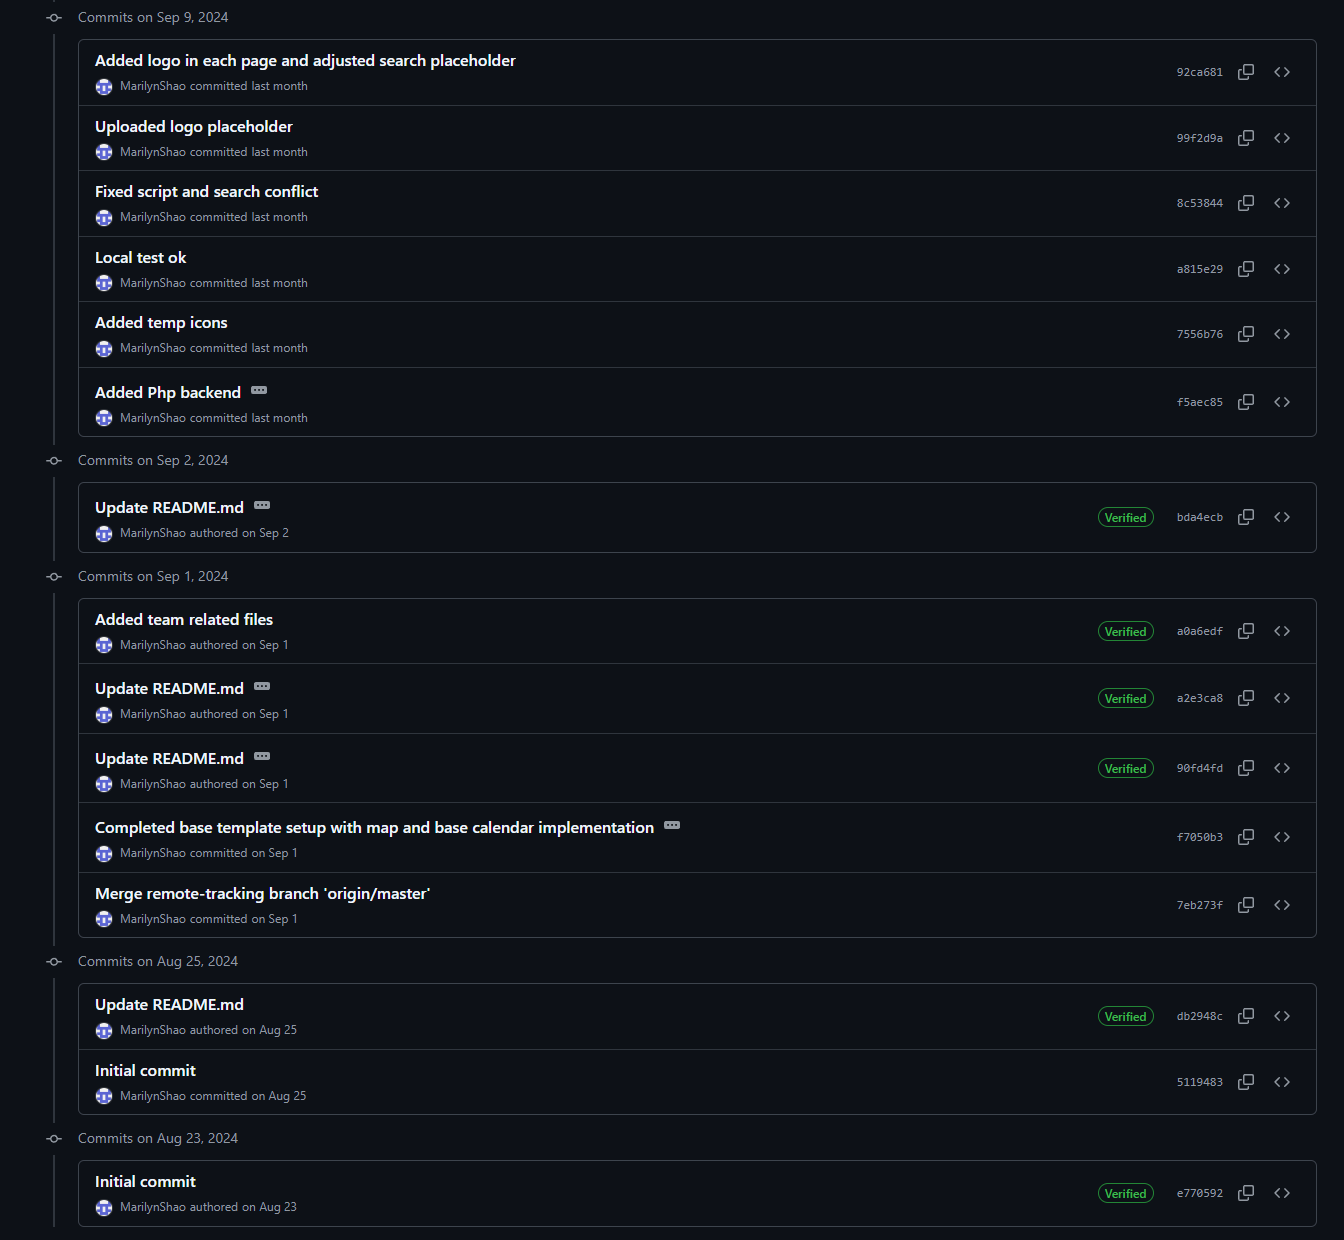 Commits on Sep 9, 2024
Added logo in each page and adjusted search placeholder
MarilynShao committed last month
92ca681
Uploaded logo placeholder
MarilynShao committed last month
99f2d9a
Fixed script and search conflict
MarilynShao committed last month
8c53844
Local test ok
MarilynShao committed last month
a815e29
Added temp icons
MarilynShao committed last month
7556b76
Added Php backend
MarilynShao committed last month
f5aec85
Commits on Sep 2, 2024
Update README.md
MarilynShao authored on Sep 2
Verified bda4ecb
Commits on Sep 1, 2024
Added team related files
MarilynShao authored on Sep 1
Verified a0a6edf
Update README.md
MarilynShao authored on Sep 1
Verified a2e3ca8
Update README.md
MarilynShao authored on Sep 1
Verified 90fd4fd
Completed base template setup with map and base calendar implementation
MarilynShao committed on Sep 1
f7050b3
Merge remote-tracking branch 'origin/master'
MarilynShao committed on Sep 1
7eb273f
Commits on Aug 25, 2024
Update README.md
MarilynShao authored on Aug 25
Verified db2948c
Initial commit
MarilynShao committed on Aug 25
5119483
Commits on Aug 23, 2024
Initial commit
MarilynShao authored on Aug 23
Verified e770592